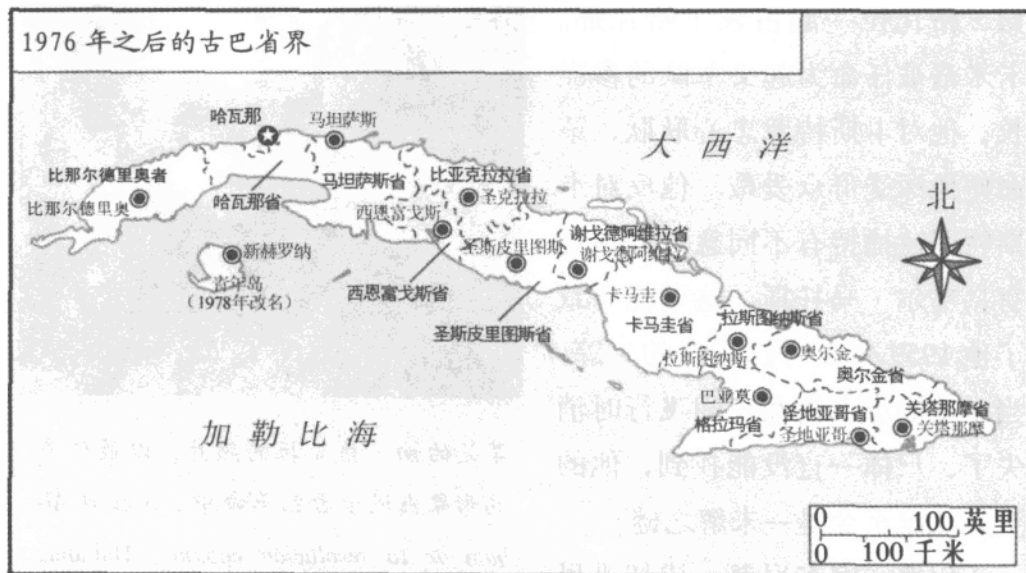 1976年之后的古巴省界
哈瓦那
马坦萨斯
大西洋
比那尔德里奥者
马坦萨斯省
比亚克拉拉省
北
比那尔德里奥
哈瓦那省
圣克拉拉
西恩富戈斯
谢戈德阿维拉省
新赫罗纳
圣斯皮里图斯
谢戈德阿维拉
青年岛
(1978年改名)
西恩富戈斯省
卡马圭
圣斯皮里图斯省
卡马圭省
拉斯图纳斯省
拉斯图纳斯
奥尔金
奥尔金省
巴亚莫
加勒比海
格拉玛省
圣地亚哥省
关塔那摩省
圣地亚哥
关塔那摩
0 100 英里
0 100 千米